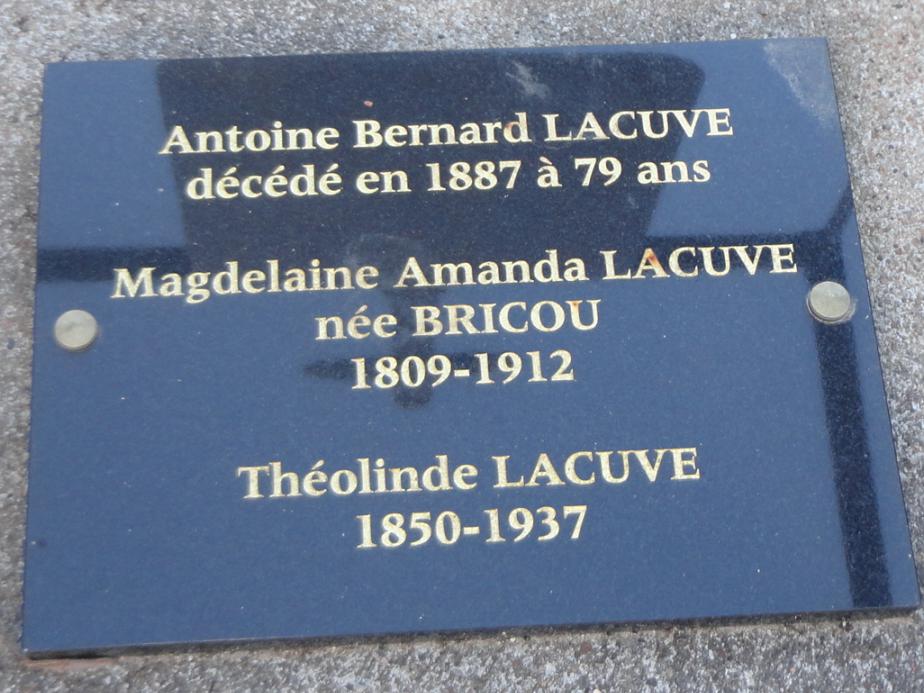 Antoine Bernard LACUVE
décédé en 1887 à 79 ans
Magdelaine Amanda LACUVE
née BRICOU
1809-1912
Théolinde LACUVE
1850-1937